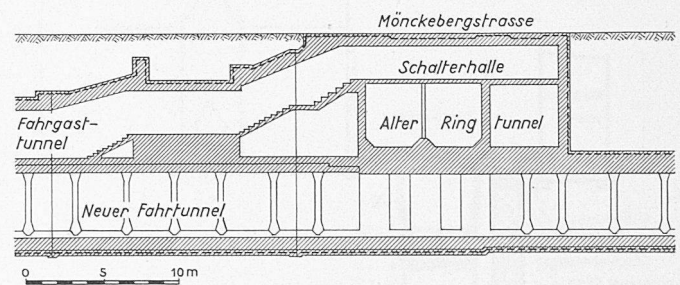 Mönckebergstrasse
Schalterhalle
Fahrgast-
tunnel
Alter Ring tunnel
Neuer Fahrtunnel
0 5 10 m